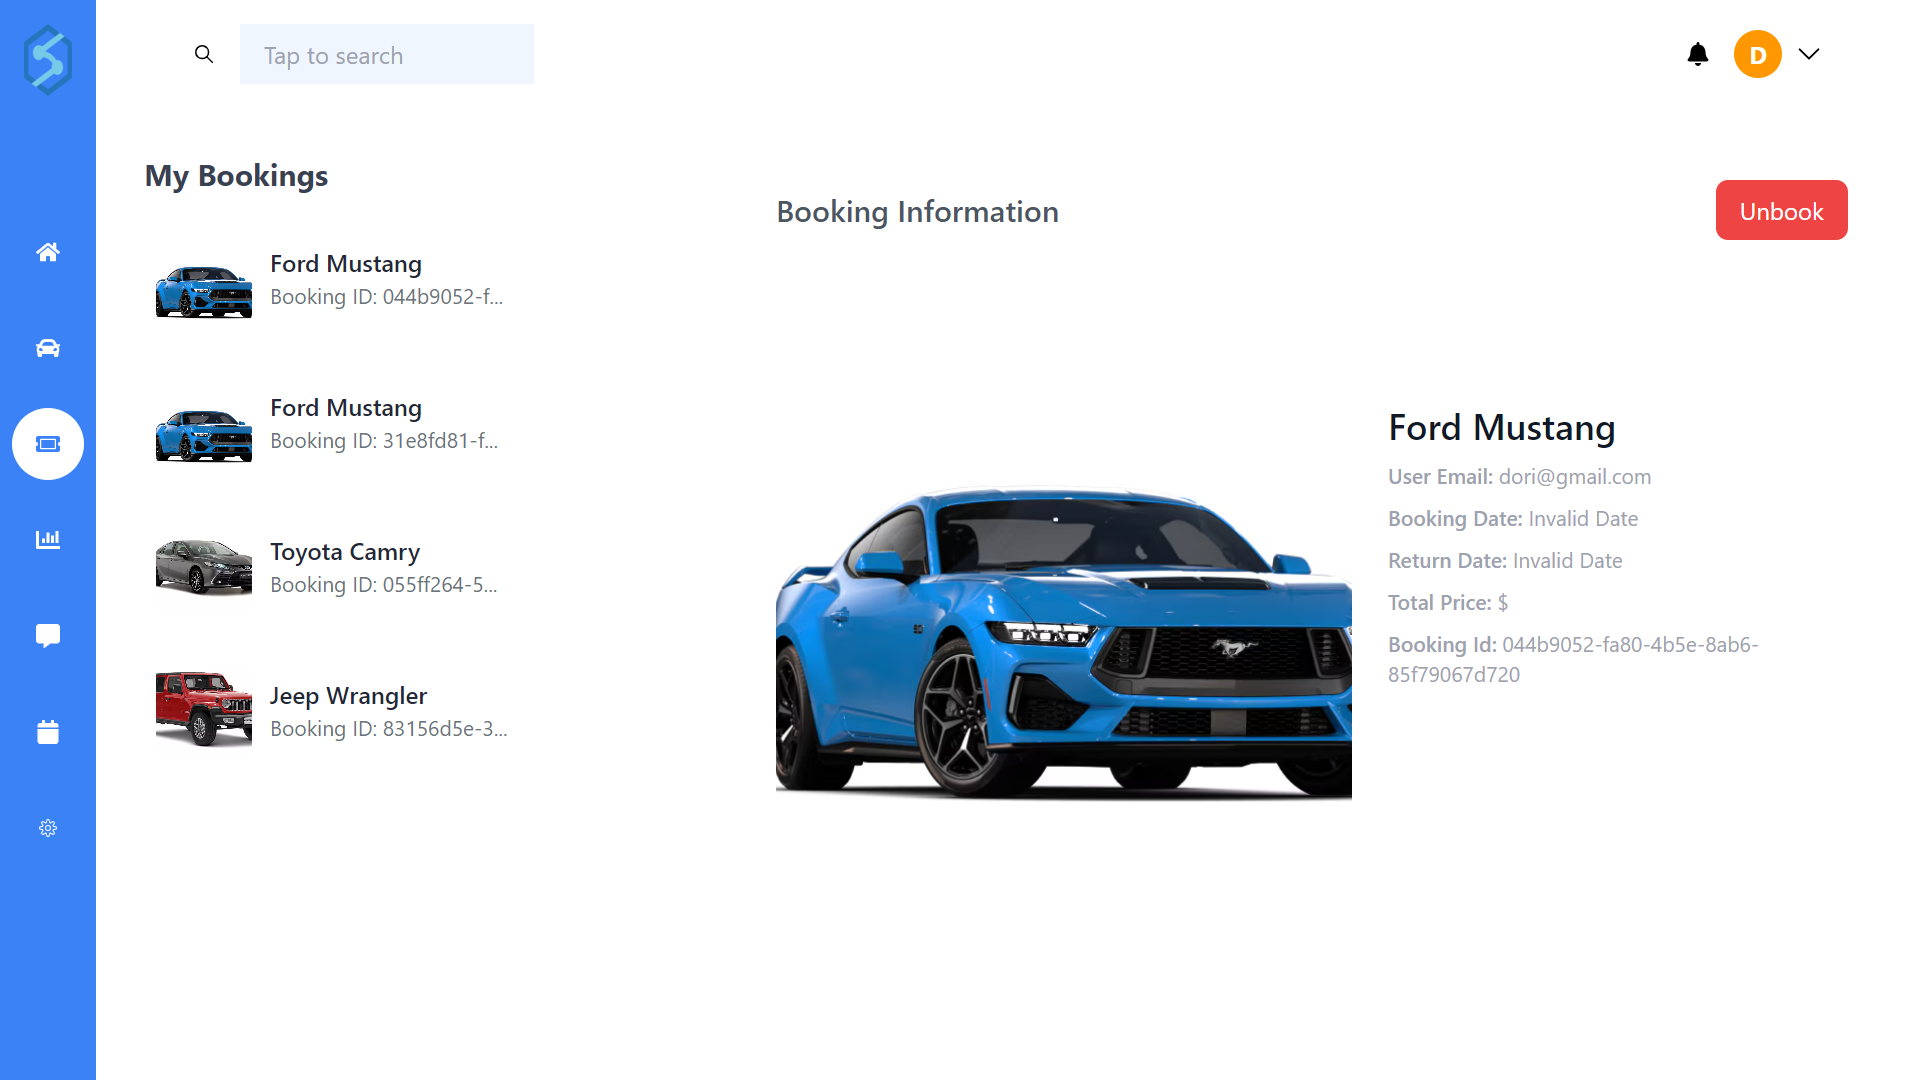 Tap to search
D
My Bookings
Ford Mustang
Booking ID: 044b9052-f...
Ford Mustang
Booking ID: 31e8fd81-f...
Toyota Camry
Booking ID: 055ff264-5...
Jeep Wrangler
Booking ID: 83156d5e-3...
Booking Information
Unbook
Ford Mustang
User Email: dori@gmail.com
Booking Date: Invalid Date
Return Date: Invalid Date
Total Price: $
Booking Id: 044b9052-fa80-4b5e-8ab6-
85f79067d720